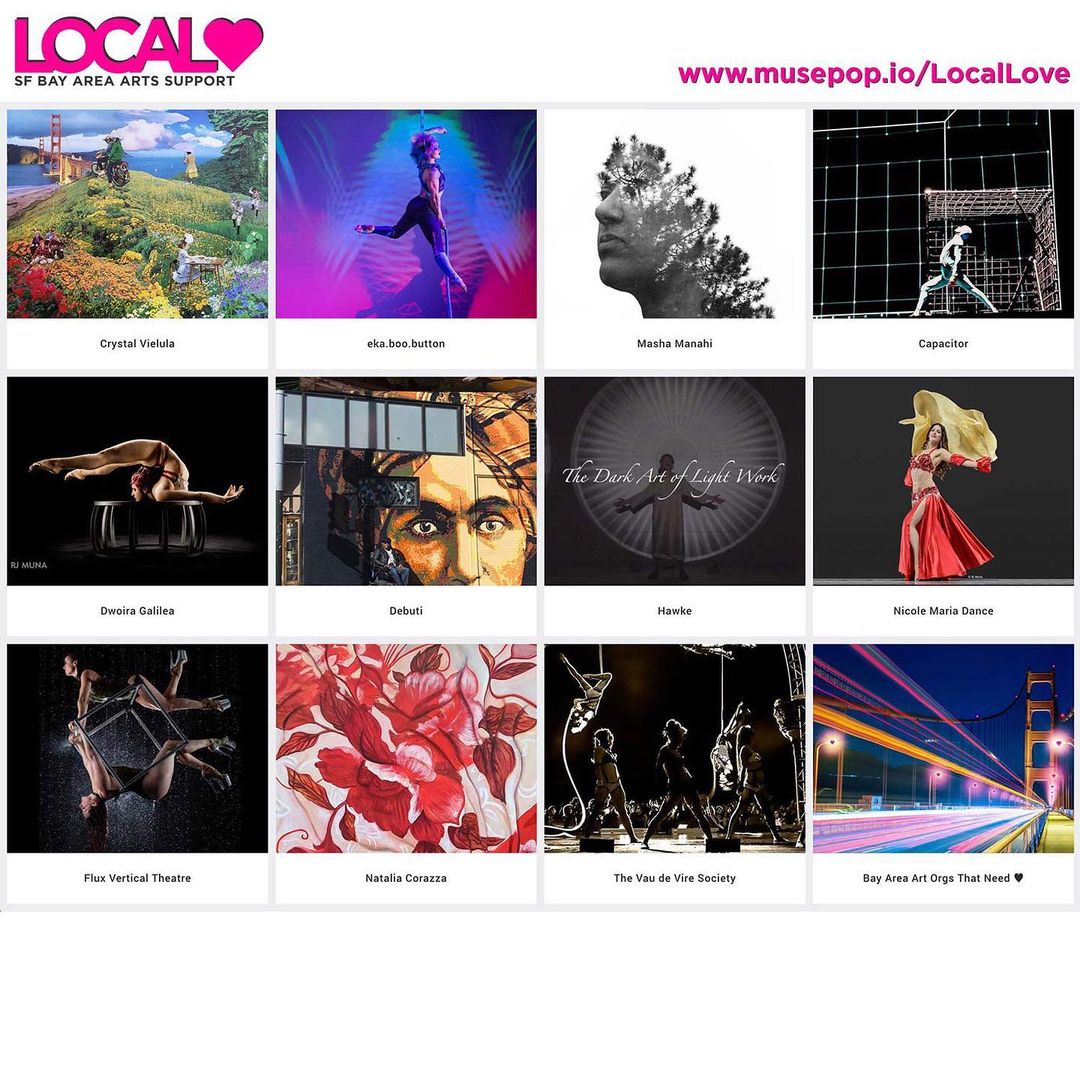 LOCAL
SF BAY AREA ARTS SUPPORT
www.musepop.io/LocalLove
Crystal Vielula
eka.boo.button
Masha Manahi
Capacitor
RJ MUNA
The Dark Art of Light Work
Dwoira Galilea
Debuti
Hawke
Nicole Maria Dance
Flux Vertical Theatre
Natalia Corazza
The Vau de Vire Society
Bay Area Art Orgs That Need ♥